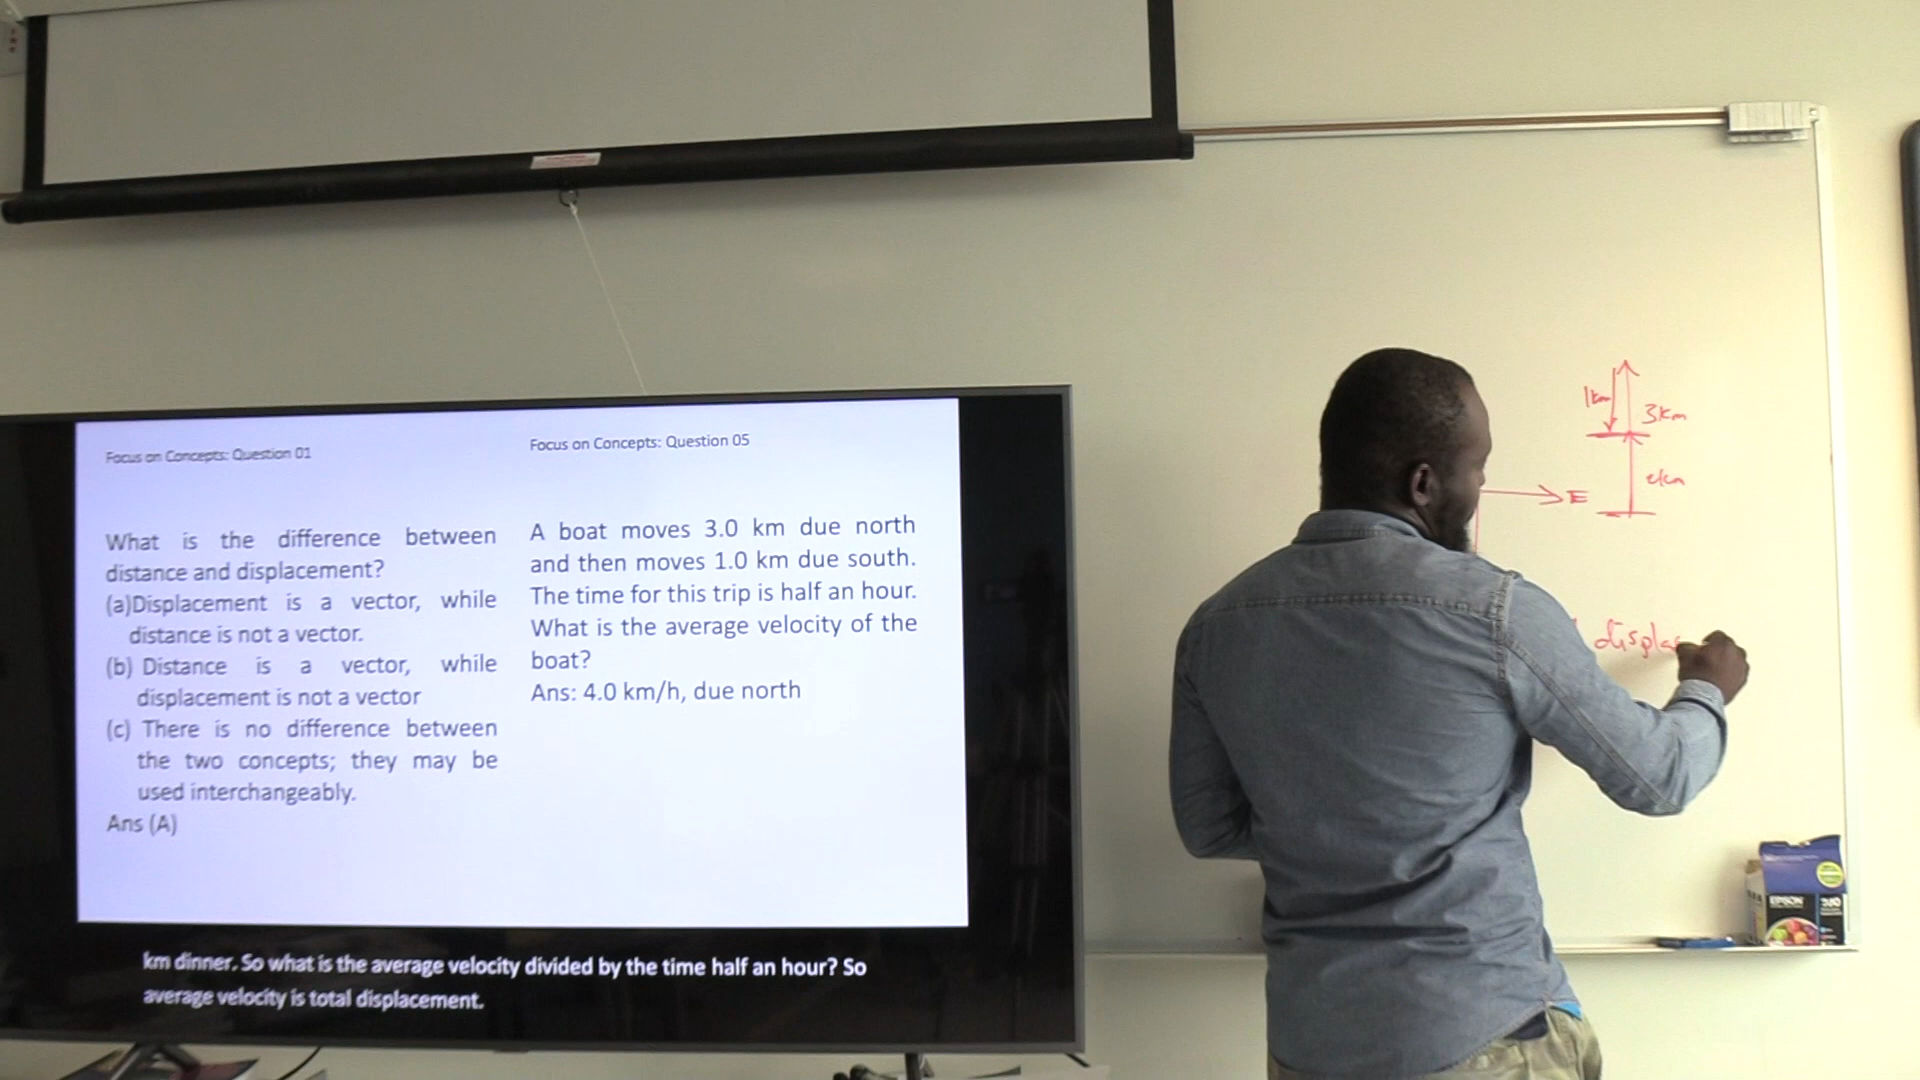 Focus on Concepts: Question 01
What is the difference between
distance and displacement?
(a)Displacement is a vector, while
distance is not a vector.
(b) Distance is a vector, while
displacement is not a vector
(c) There is no difference between
the two concepts; they may be
used interchangeably.
Ans (A)
Focus on Concepts: Question 05
A boat moves 3.0 km due north
and then moves 1.0 km due south.
The time for this trip is half an hour.
What is the average velocity of the
boat?
Ans: 4.0 km/h, due north
km dinner. So what is the average velocity divided by the time half an hour? So
average velocity is total displacement.
1km
3km
E
EPSON